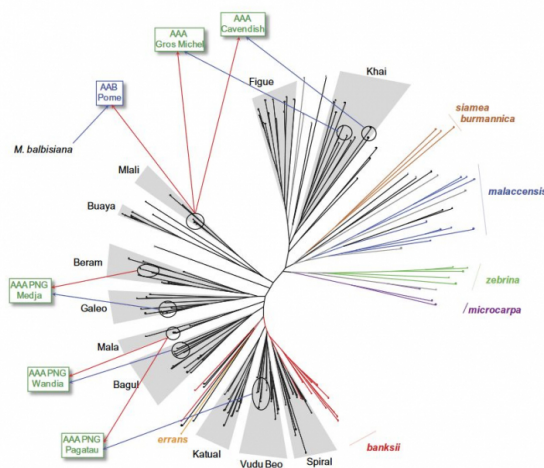 AAA
Cavendish
AAA
Gros Michel
Khai
Figue
AAB
Pome
siamea
burmannica
M. balbisiana
Mlali
malaccensis
Buaya
Beram
zebrina
AAA PNG
Medja
Galeo
microcarpa
Mala
AAA PNG
Wandia
Bagul
AAA PNG
Pagatau
errans
banksii
Katual
Vudu Beo
Spiral